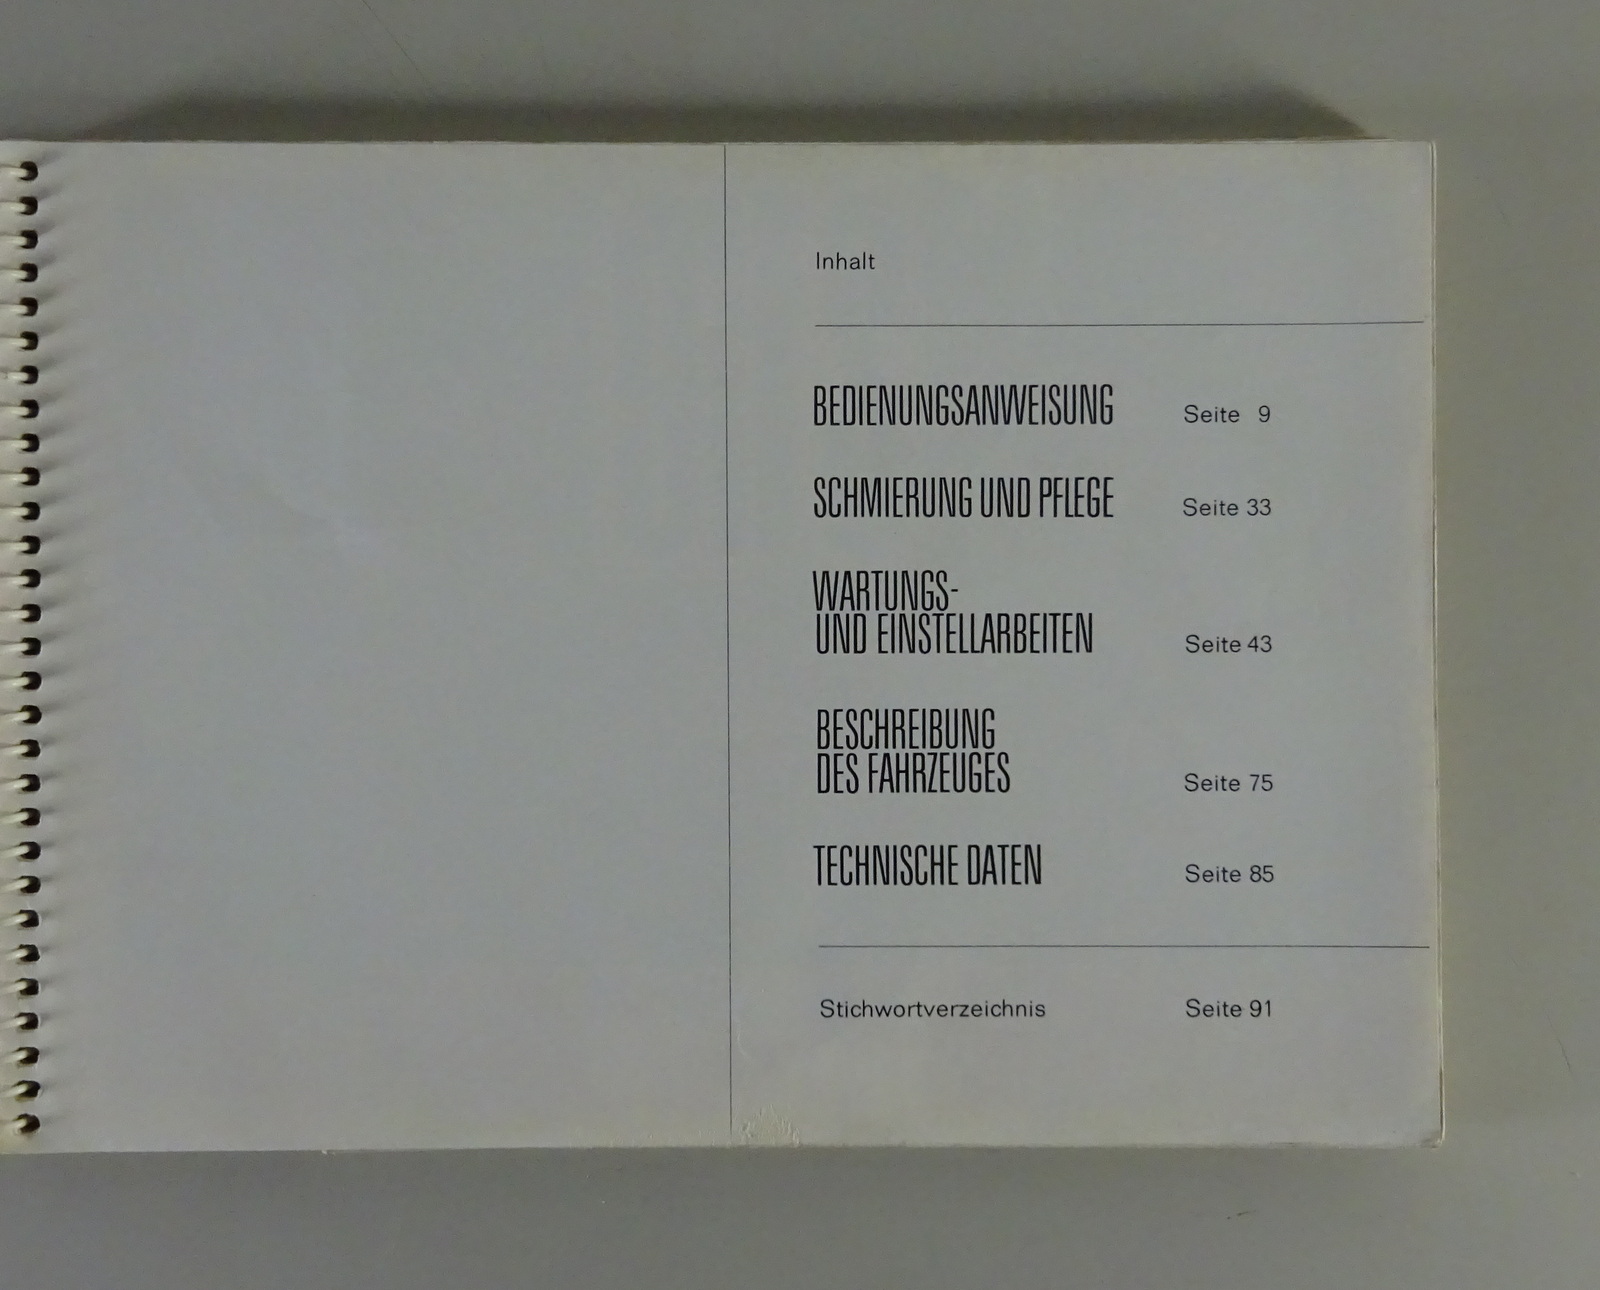 Inhalt
BEDIENUNGSANWEISUNG Seite 9
SCHMIERUNG UND PFLEGE Seite 33
WARTUNGS-
UND EINSTELLARBEITEN Seite 43
BESCHREIBUNG
DES FAHRZEUGES Seite 75
TECHNISCHE DATEN Seite 85
Stichwortverzeichnis Seite 91